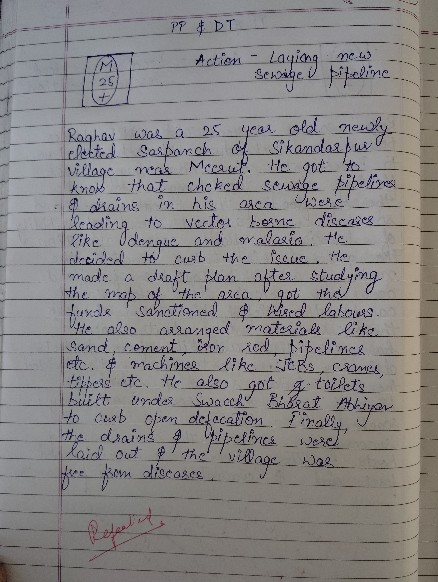 PP & DT
M
25
+
Action - Laying new
sewage pipeline
Raghav was a 25 year old newly
elected Sarpanch of Sikandarpur
village near Meerut. He got to
know that choked sewage pipelines
& drains in his area were
leading to vector borne diseases
like dengue and malaria. He
decided to curb the issue. He
made a draft plan after studying
the map of the area, got the
funds sanctioned & hired labours.
He also arranged materials like
sand, cement, iron rod, pipelines
etc. & machines like JCBs, cranes,
tippers etc. He also got toilets
built under Swacch Bharat Abhiyan
to curb open defecation. Finally,
the drains & pipelines were
laid out & the village was
free from diseases.
Repeated